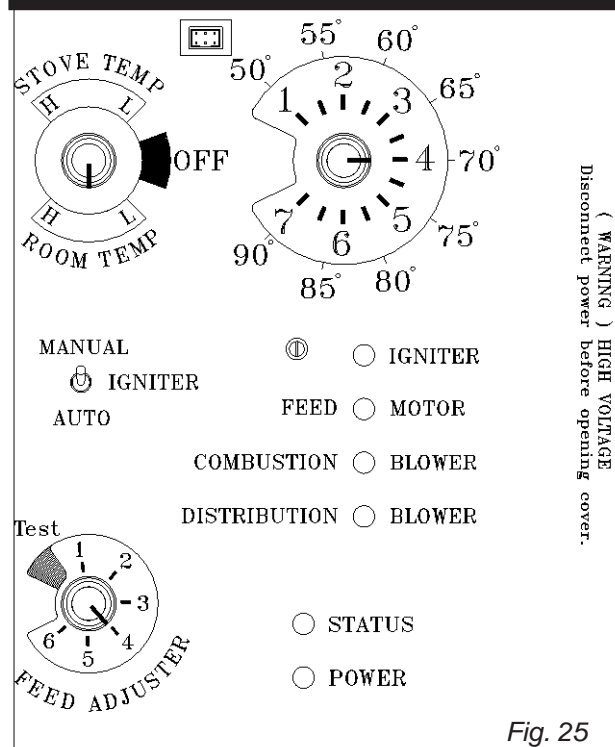 STOVE TEMP
H L
OFF
H L
ROOM TEMP
50° 55° 60° 65° 70° 75° 80° 85° 90°
1 2 3 4 5 6 7
( WARNING ) HIGH VOLTAGE
Disconnect power before opening cover.
MANUAL
IGNITER
AUTO
IGNITER
FEED MOTOR
COMBUSTION BLOWER
DISTRIBUTION BLOWER
Test
1 2 3 4 5 6
FEED ADJUSTER
STATUS
POWER
Fig. 25